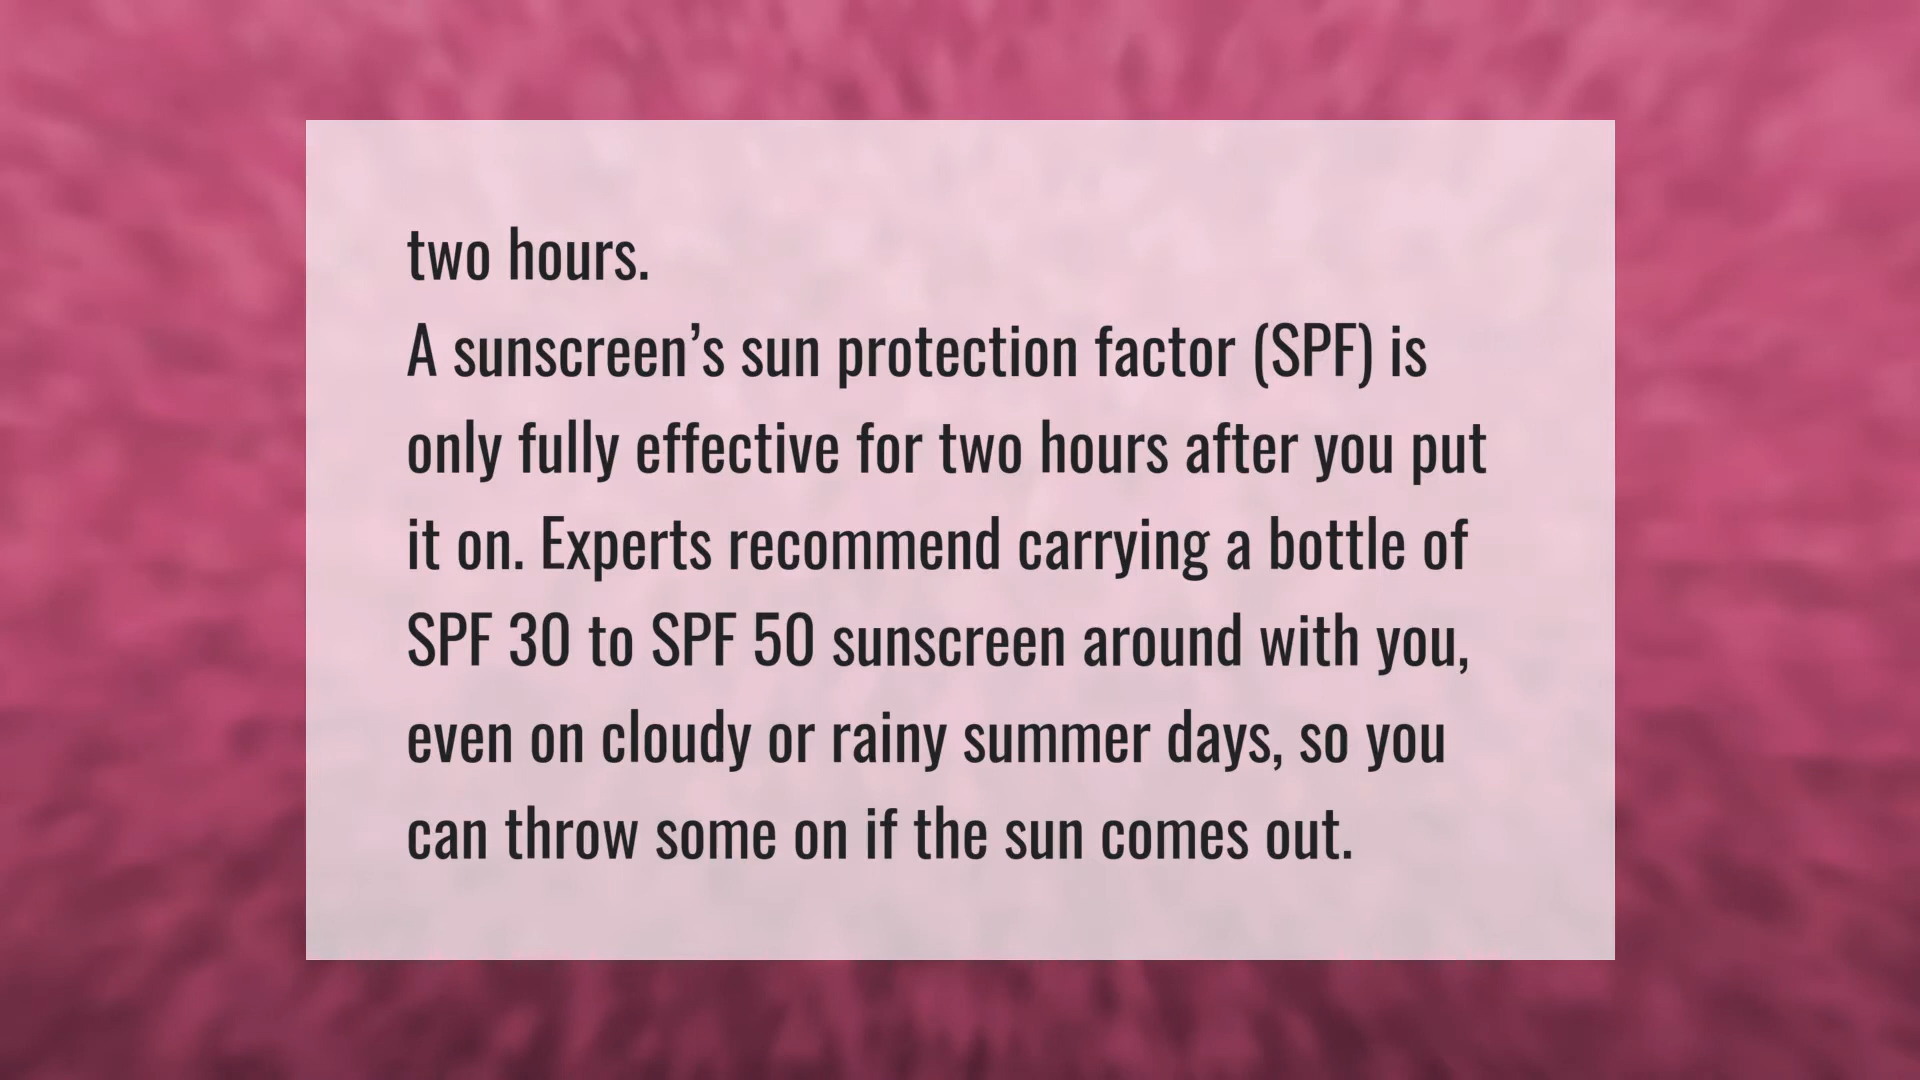 two hours.
A sunscreen’s sun protection factor (SPF) is
only fully effective for two hours after you put
it on. Experts recommend carrying a bottle of
SPF 30 to SPF 50 sunscreen around with you,
even on cloudy or rainy summer days, so you
can throw some on if the sun comes out.